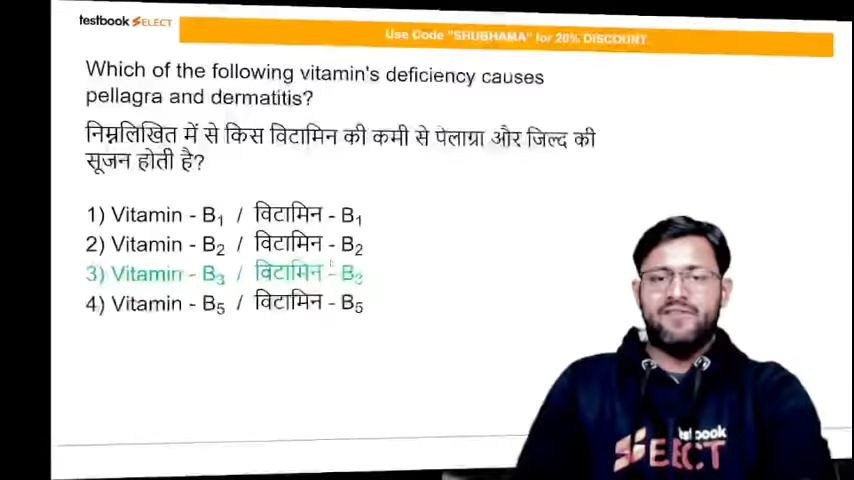 testbook SELECT
Use Code "SHUBHAMA" for 20% DISCOUNT
Which of the following vitamin's deficiency causes
pellagra and dermatitis?
निम्नलिखित में से किस विटामिन की कमी से पेलाग्रा और जिल्द की
सूजन होती है?
1) Vitamin - B₁ / विटामिन - B₁
2) Vitamin - B₂ / विटामिन - B₂
3) Vitamin - B₃ / विटामिन - B₃
4) Vitamin - B₅ / विटामिन - B₅
testbook
SELECT